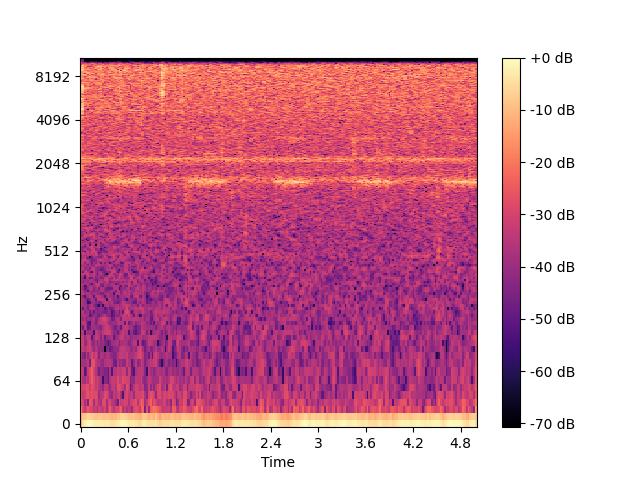 8192
4096
2048
1024
512
256
128
64
0
Hz
0 0.6 1.2 1.8 2.4 3 3.6 4.2 4.8
Time
+0 dB
-10 dB
-20 dB
-30 dB
-40 dB
-50 dB
-60 dB
-70 dB